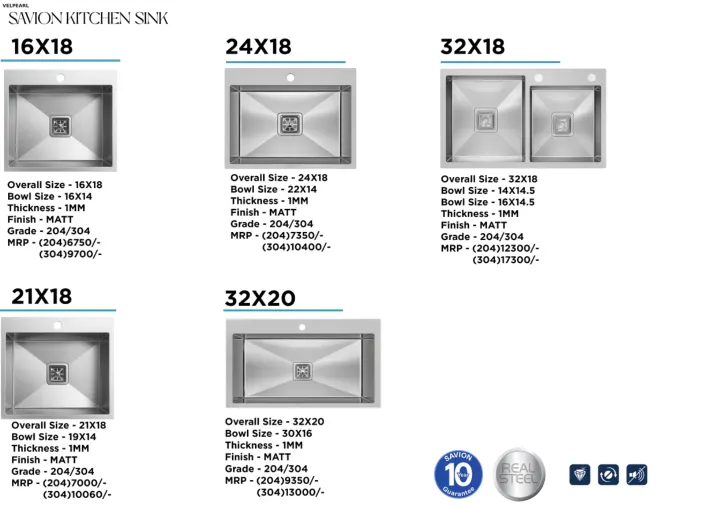 VELPEARL
SAVION KITCHEN SINK
16X18
Overall Size - 16X18
Bowl Size - 16X14
Thickness - 1MM
Finish - MATT
Grade - 204/304
MRP - (204)6750/-
(304)9700/-
24X18
Overall Size - 24X18
Bowl Size - 22X14
Thickness - 1MM
Finish - MATT
Grade - 204/304
MRP - (204)7350/-
(304)10400/-
32X18
Overall Size - 32X18
Bowl Size - 14X14.5
Bowl Size - 16X14.5
Thickness - 1MM
Finish - MATT
Grade - 204/304
MRP - (204)12300/-
(304)17300/-
21X18
Overall Size - 21X18
Bowl Size - 19X14
Thickness - 1MM
Finish - MATT
Grade - 204/304
MRP - (204)7000/-
(304)10060/-
32X20
Overall Size - 32X20
Bowl Size - 30X16
Thickness - 1MM
Finish - MATT
Grade - 204/304
MRP - (204)9350/-
(304)13000/-
SAVION
10 Year
Guarantee
REAL
STEEL